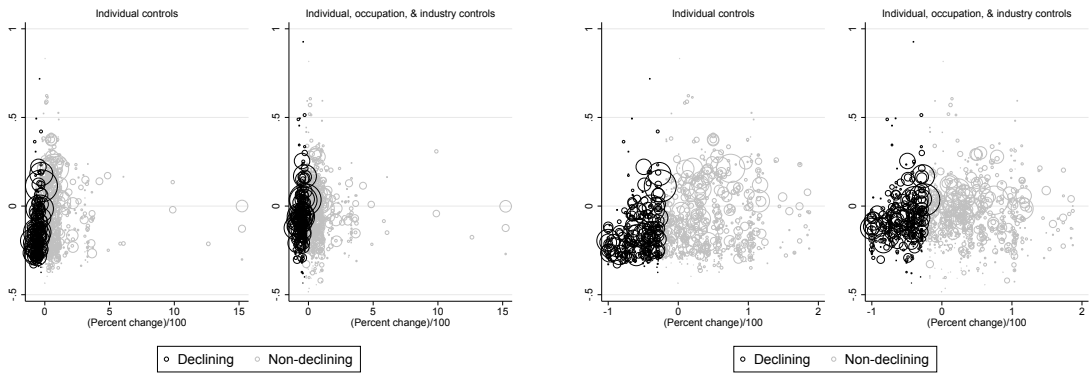 Individual controls
Individual, occupation, & industry controls
Individual controls
Individual, occupation, & industry controls
1
1
1
1
.5
.5
.5
.5
0
0
0
0
-.5
-.5
-.5
-.5
0 5 10 15
0 5 10 15
-1 0 1 2
-1 0 1 2
(Percent change)/100
(Percent change)/100
(Percent change)/100
(Percent change)/100
Declining Non-declining
Declining Non-declining